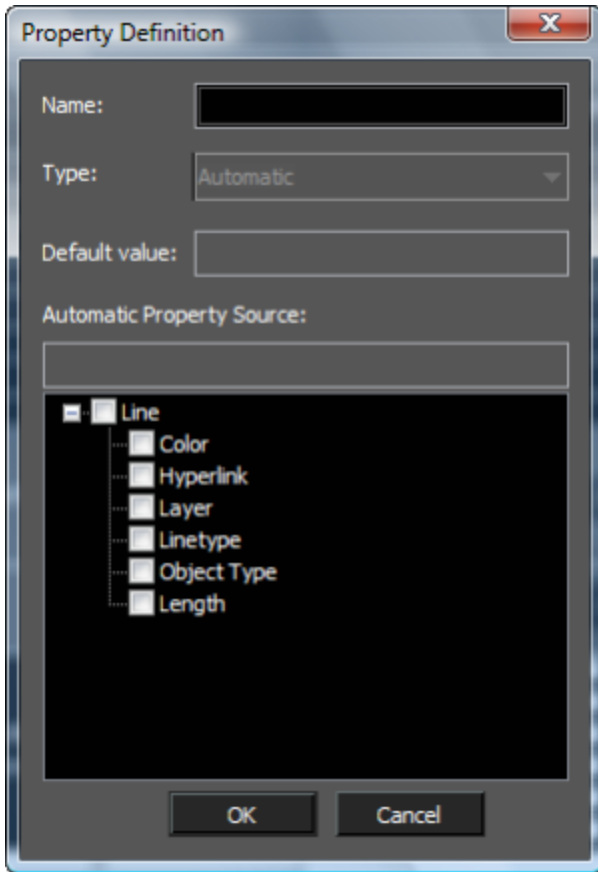 Property Definition
Name:
Type: Automatic
Default value:
Automatic Property Source:
Line
Color
Hyperlink
Layer
Linetype
Object Type
Length
OK Cancel